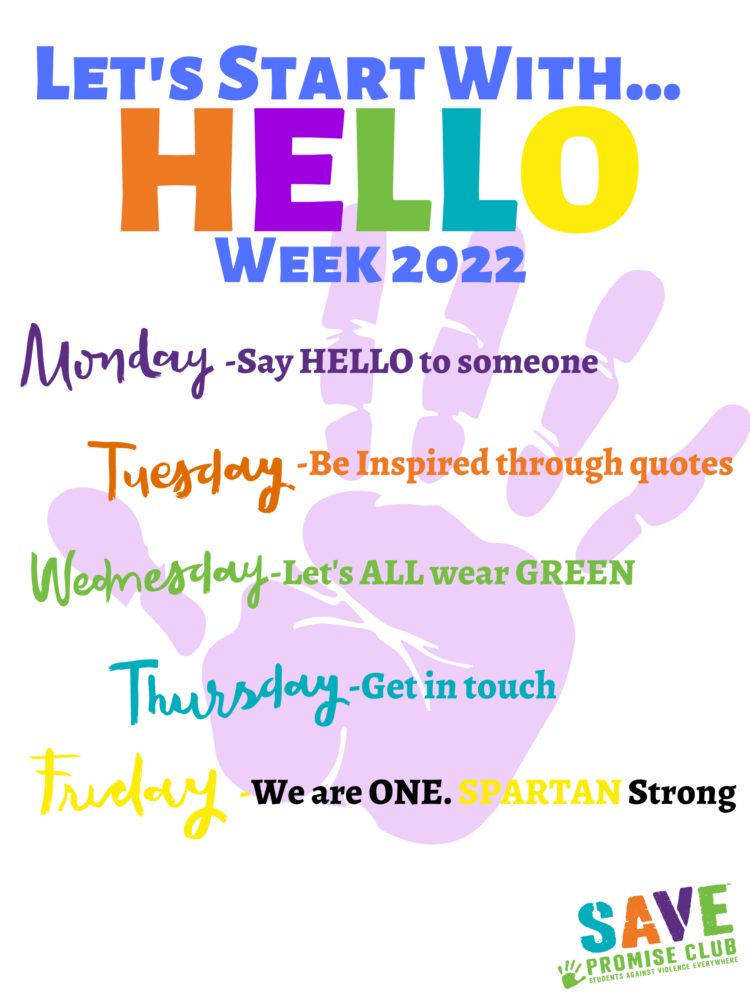 Let's Start With...
HELLO
Week 2022
Monday -Say HELLO to someone
Tuesday -Be Inspired through quotes
Wednesday -Let's ALL wear GREEN
Thursday -Get in touch
Friday -We are ONE. SPARTAN Strong
SAVE™
PROMISE CLUB
STUDENTS AGAINST VIOLENCE EVERYWHERE